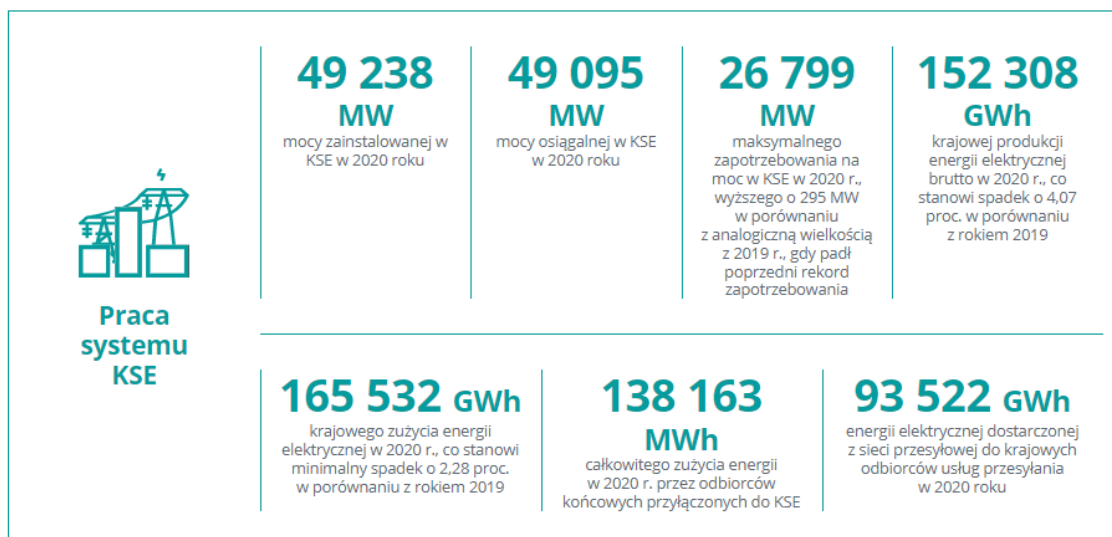 49 238
MW
mocy zainstalowanej w
KSE w 2020 roku
49 095
MW
mocy osiągalnej w KSE
w 2020 roku
26 799
MW
maksymalnego
zapotrzebowania na
moc w KSE w 2020 r.,
wyższego o 295 MW
w porównaniu
z analogiczną wielkością
z 2019 r., gdy padł
poprzedni rekord
zapotrzebowania
152 308
GWh
krajowej produkcji
energii elektrycznej
brutto w 2020 r., co
stanowi spadek o 4,07
proc. w porównaniu
z rokiem 2019
Praca
systemu
KSE
165 532 GWh
krajowego zużycia energii
elektrycznej w 2020 r., co stanowi
minimalny spadek o 2,28 proc.
w porównaniu z rokiem 2019
138 163
MWh
całkowitego zużycia energii
w 2020 r. przez odbiorców
końcowych przyłączonych do KSE
93 522 GWh
energii elektrycznej dostarczonej
z sieci przesyłowej do krajowych
odbiorców usług przesyłania
w 2020 roku